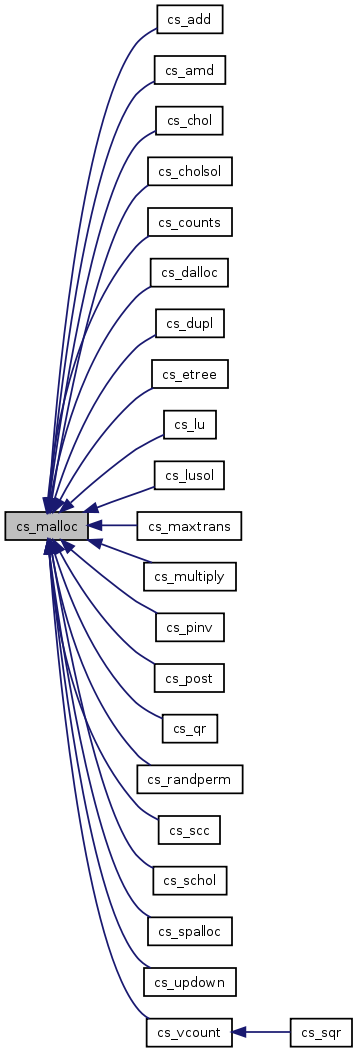 cs_add
cs_amd
cs_chol
cs_cholsol
cs_counts
cs_dalloc
cs_dupl
cs_etree
cs_lu
cs_lusol
cs_malloc
cs_maxtrans
cs_multiply
cs_pinv
cs_post
cs_qr
cs_randperm
cs_scc
cs_schol
cs_spalloc
cs_updown
cs_vcount
cs_sqr